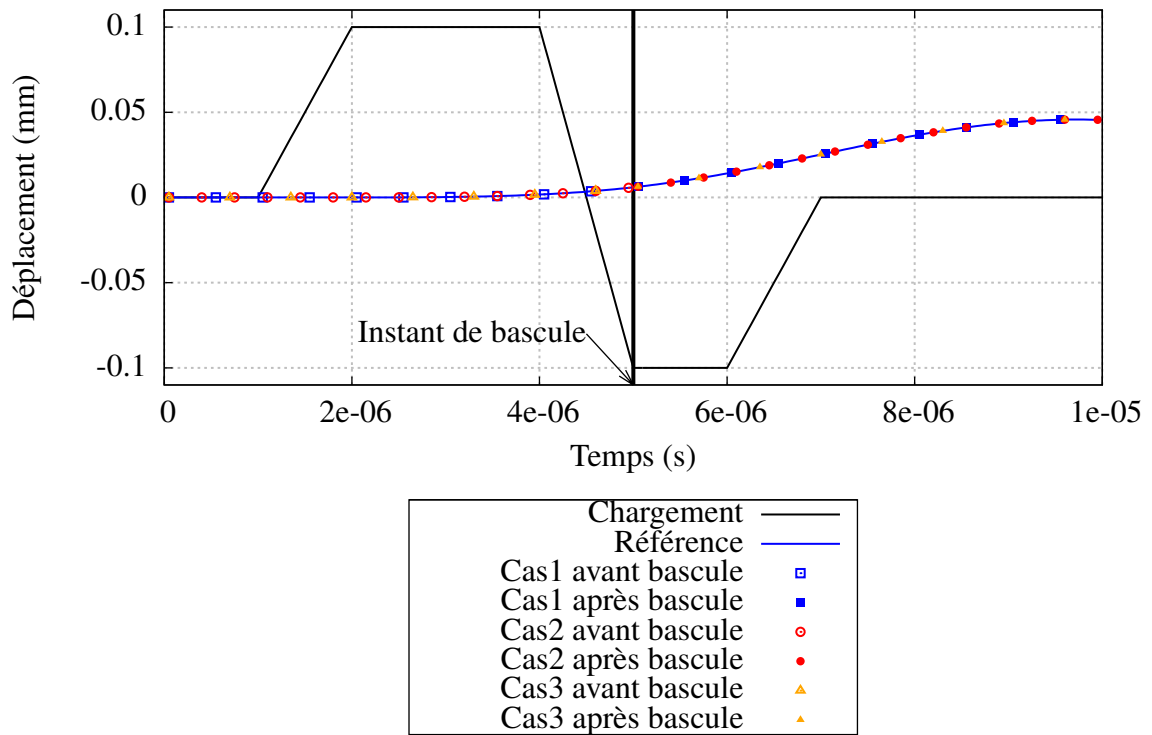 0.1
0.05
0
-0.05
-0.1
Déplacement (mm)
Instant de bascule
0 2e-06 4e-06 6e-06 8e-06 1e-05
Temps (s)
Chargement
Référence
Cas1 avant bascule
Cas1 après bascule
Cas2 avant bascule
Cas2 après bascule
Cas3 avant bascule
Cas3 après bascule